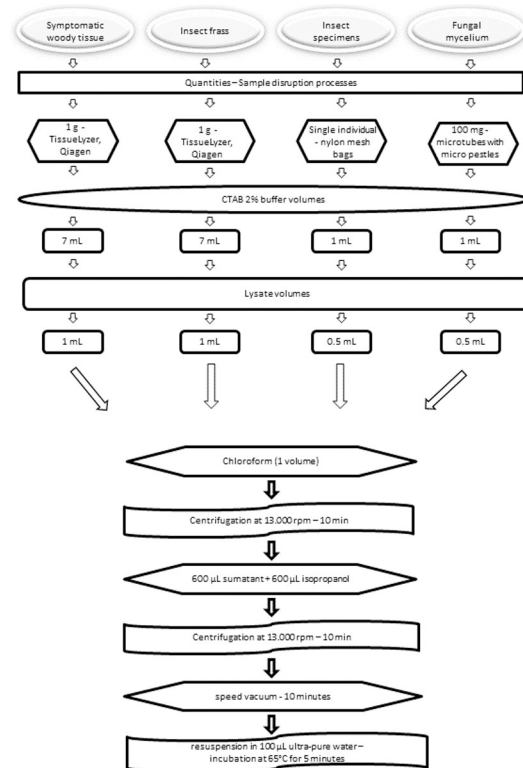 Symptomatic
woody tissue
Insect frass
Insect
specimens
Fungal
mycelium
Quantities – Sample disruption processes
1 g -
TissueLyzer,
Qiagen
1 g -
TissueLyzer,
Qiagen
Single individual
- nylon mesh
bags
100 mg -
microtubes with
micro pestles
CTAB 2% buffer volumes
7 mL
7 mL
1 mL
1 mL
Lysate volumes
1 mL
1 mL
0.5 mL
0.5 mL
Chloroform (1 volume)
Centrifugation at 13.000 rpm – 10 min
600 µL sumatant + 600 µL isopropanol
Centrifugation at 13.000 rpm – 10 min
speed vacuum - 10 minutes
resuspension in 100 µL ultra-pure water –
incubation at 65°C for 5 minutes